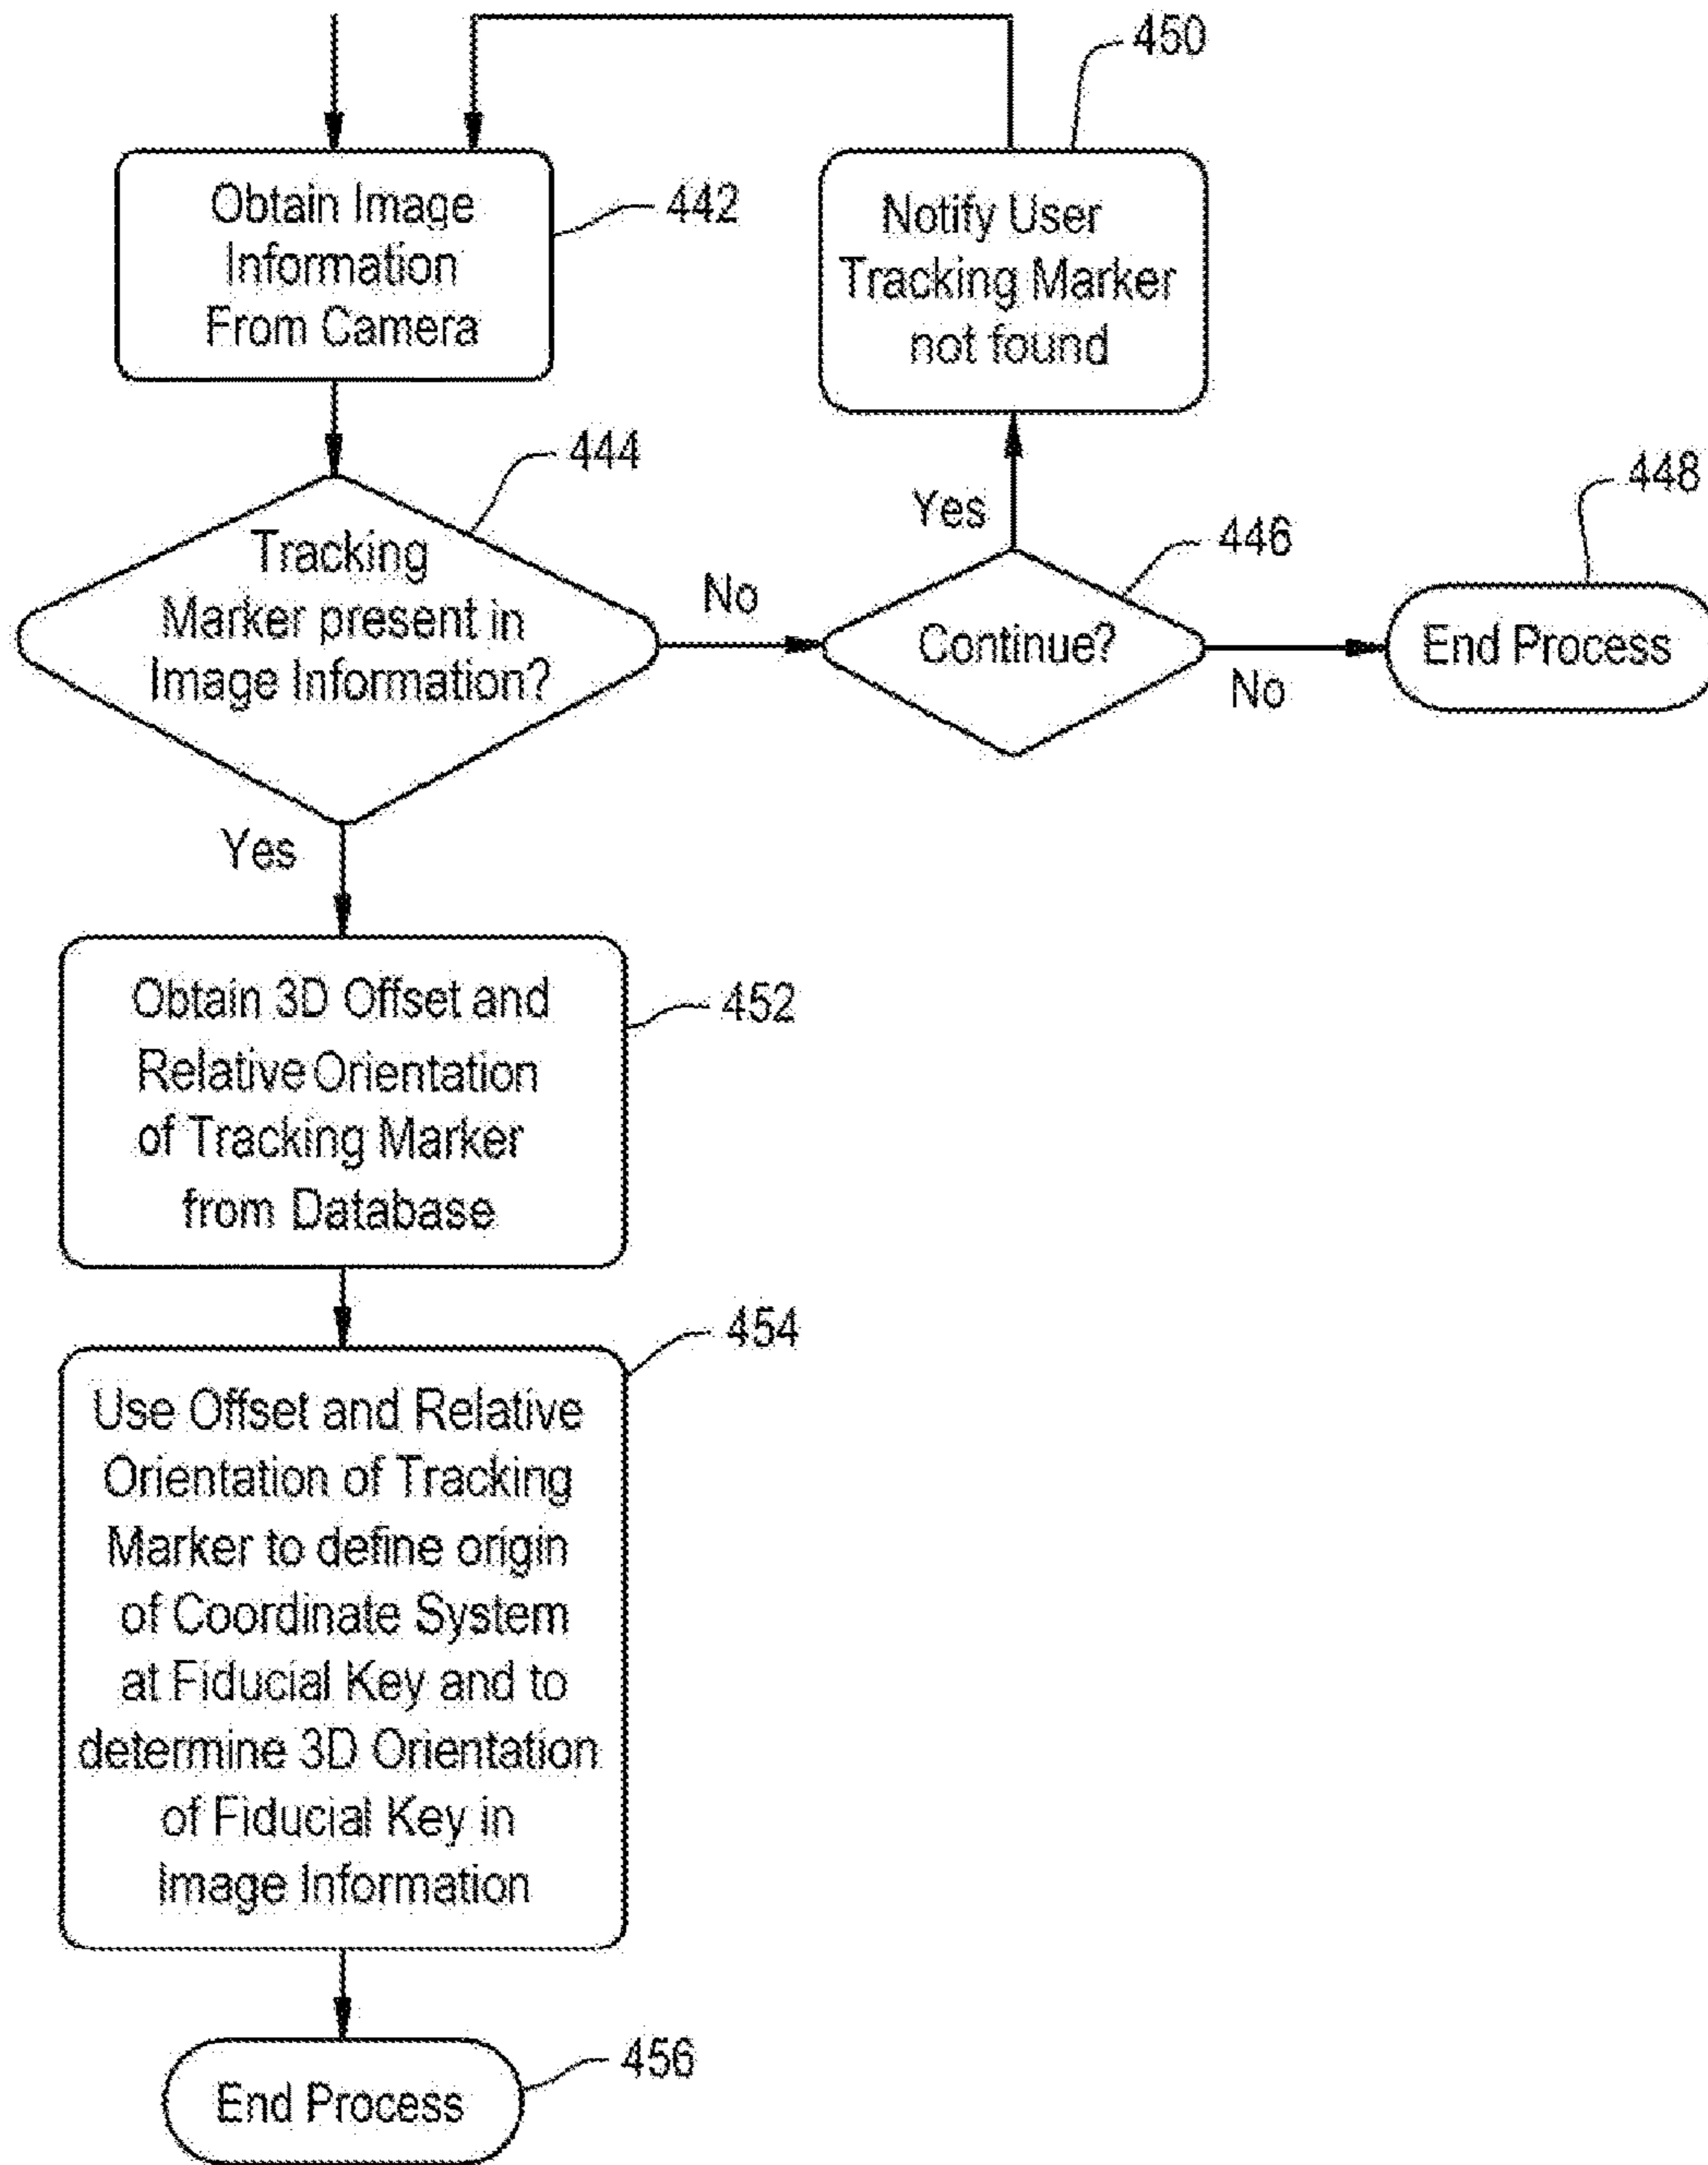 450
Obtain Image
Information
From Camera
442
Notify User
Tracking Marker
not found
444
Tracking
Marker present in
Image Information?
No
Yes
446
Continue?
No
448
End Process
Yes
Obtain 3D Offset and
Relative Orientation
of Tracking Marker
from Database
452
454
Use Offset and Relative
Orientation of Tracking
Marker to define origin
of Coordinate System
at Fiducial Key and to
determine 3D Orientation
of Fiducial Key in
Image Information
456
End Process